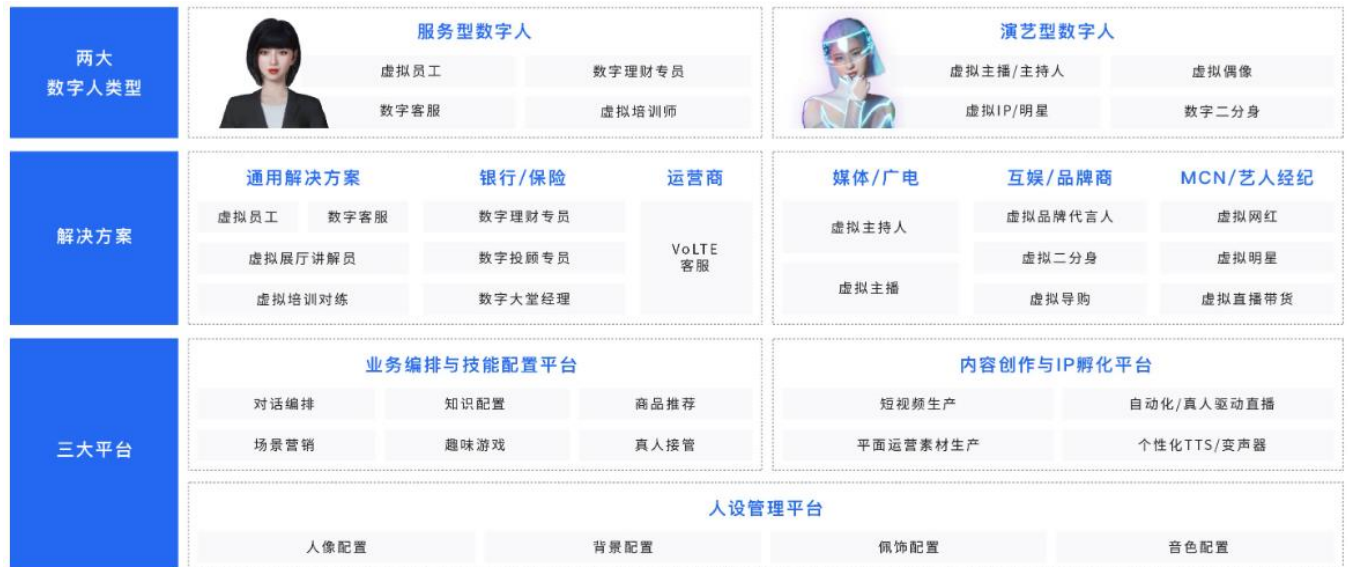 两大
数字人类型
服务型数字人
虚拟员工
数字理财专员
数字客服
虚拟培训师
演艺型数字人
虚拟主播/主持人
虚拟偶像
虚拟IP/明星
数字二分身
解决方案
通用解决方案
虚拟员工
数字客服
虚拟展厅讲解员
虚拟培训对练
银行/保险
数字理财专员
数字投顾专员
数字大堂经理
运营商
VoLTE
客服
媒体/广电
虚拟主持人
虚拟主播
互娱/品牌商
虚拟品牌代言人
虚拟二分身
虚拟导购
MCN/艺人经纪
虚拟网红
虚拟明星
虚拟直播带货
三大平台
业务编排与技能配置平台
对话编排
知识配置
商品推荐
场景营销
趣味游戏
真人接管
内容创作与IP孵化平台
短视频生产
自动化/真人驱动直播
平面运营素材生产
个性化TTS/变声器
人设管理平台
人像配置
背景配置
佩饰配置
音色配置